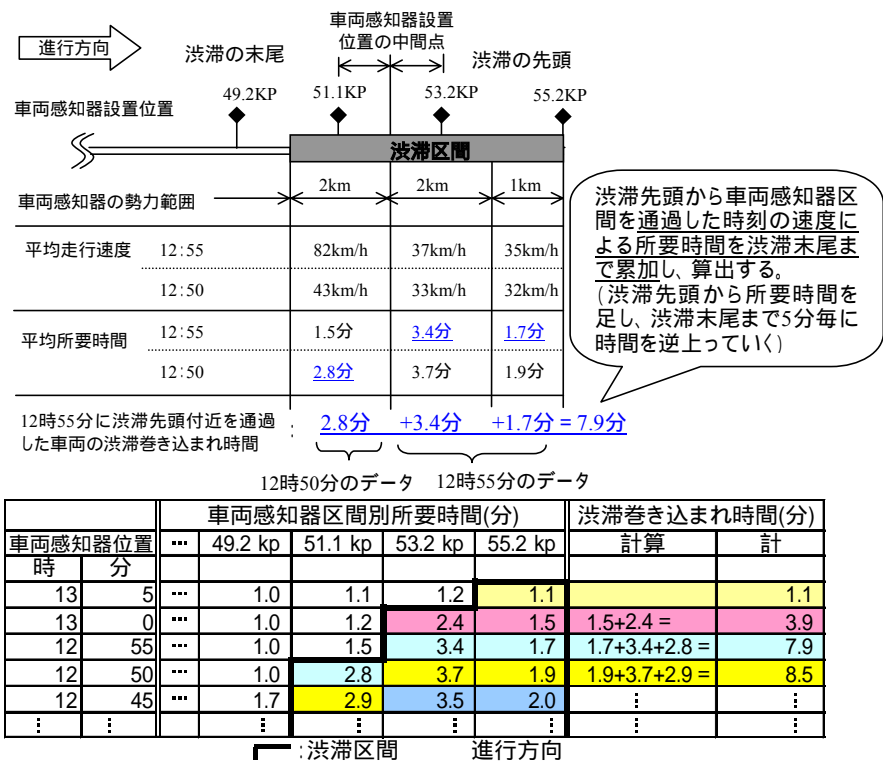 車両感知器設置
位置の中間点
進行方向
渋滞の末尾
渋滞の先頭
49.2KP 51.1KP 53.2KP 55.2KP
車両感知器設置位置
渋滞区間
車両感知器の勢力範囲 2km 2km 1km
平均走行速度 12:55 82km/h 37km/h 35km/h
12:50 43km/h 33km/h 32km/h
平均所要時間 12:55 1.5分 3.4分 1.7分
12:50 2.8分 3.7分 1.9分
渋滞先頭から車両感知器区
間を通過した時刻の速度に
よる所要時間を渋滞末尾ま
で累加し、算出する。
(渋滞先頭から所要時間を
足し、渋滞末尾まで5分毎に
時間を逆上っていく)
12時55分に渋滞先頭付近を通過
した車両の渋滞巻き込まれ時間
: 2.8分 +3.4分 +1.7分 = 7.9分
12時50分のデータ 12時55分のデータ
車両感知器区間別所要時間(分) 渋滞巻き込まれ時間(分)
車両感知器位置 … 49.2 kp 51.1 kp 53.2 kp 55.2 kp 計算 計
時 分
13 5 … 1.0 1.1 1.2 1.1 1.1
13 0 … 1.0 1.2 2.4 1.5 1.5+2.4 = 3.9
12 55 … 1.0 1.5 3.4 1.7 1.7+3.4+2.8 = 7.9
12 50 … 1.0 2.8 3.7 1.9 1.9+3.7+2.9 = 8.5
12 45 … 1.7 2.9 3.5 2.0 ⋮ ⋮
⋮ ⋮ ⋮ ⋮ ⋮ ⋮ ⋮ ⋮
:渋滞区間 進行方向